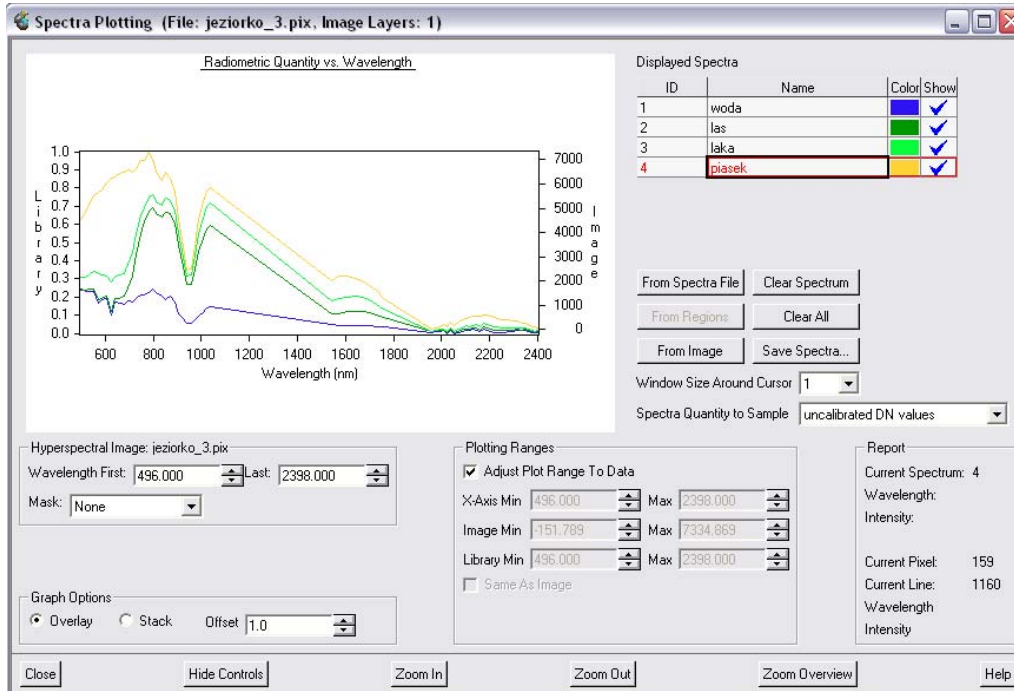 Spectra Plotting (File: jeziorko_3.pix, Image Layers: 1)
Radiometric Quantity vs. Wavelength
1.0
0.9
0.8
0.7
0.6
0.5
0.4
0.3
0.2
0.1
0.0
Library
7000
6000
5000
4000
3000
2000
1000
0
Image
600 800 1000 1200 1400 1600 1800 2000 2200 2400
Wavelength (nm)
Displayed Spectra
ID Name Color Show
1 woda
2 las
3 laka
4 piasek
From Spectra File Clear Spectrum
From Regions Clear All
From Image Save Spectra...
Window Size Around Cursor 1
Spectra Quantity to Sample uncalibrated DN values
Hyperspectral Image: jeziorko_3.pix
Wavelength First: 496.000 Last: 2398.000
Mask: None
Graph Options
Overlay Stack Offset 1.0
Plotting Ranges
Adjust Plot Range To Data
X-Axis Min 496.000 Max 2398.000
Image Min -151.789 Max 7334.869
Library Min 496.000 Max 2398.000
Same As Image
Report
Current Spectrum: 4
Wavelength:
Intensity:
Current Pixel: 159
Current Line: 1160
Wavelength
Intensity
Close Hide Controls Zoom In Zoom Out Zoom Overview Help